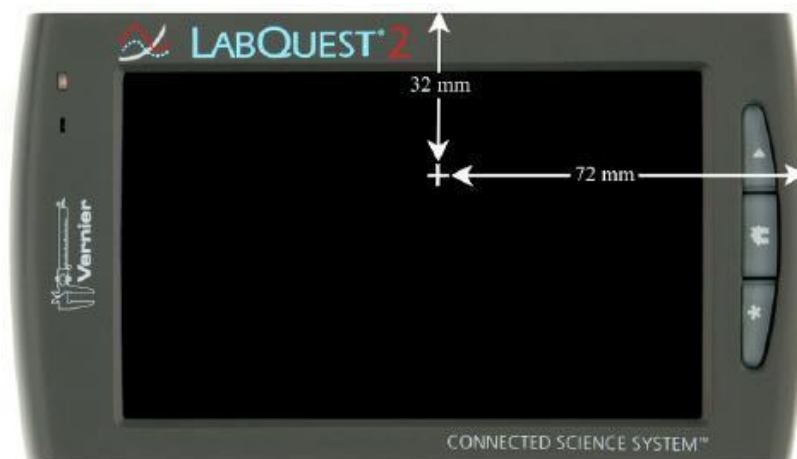 LABQUEST® 2
32 mm
72 mm
Vernier
CONNECTED SCIENCE SYSTEM™